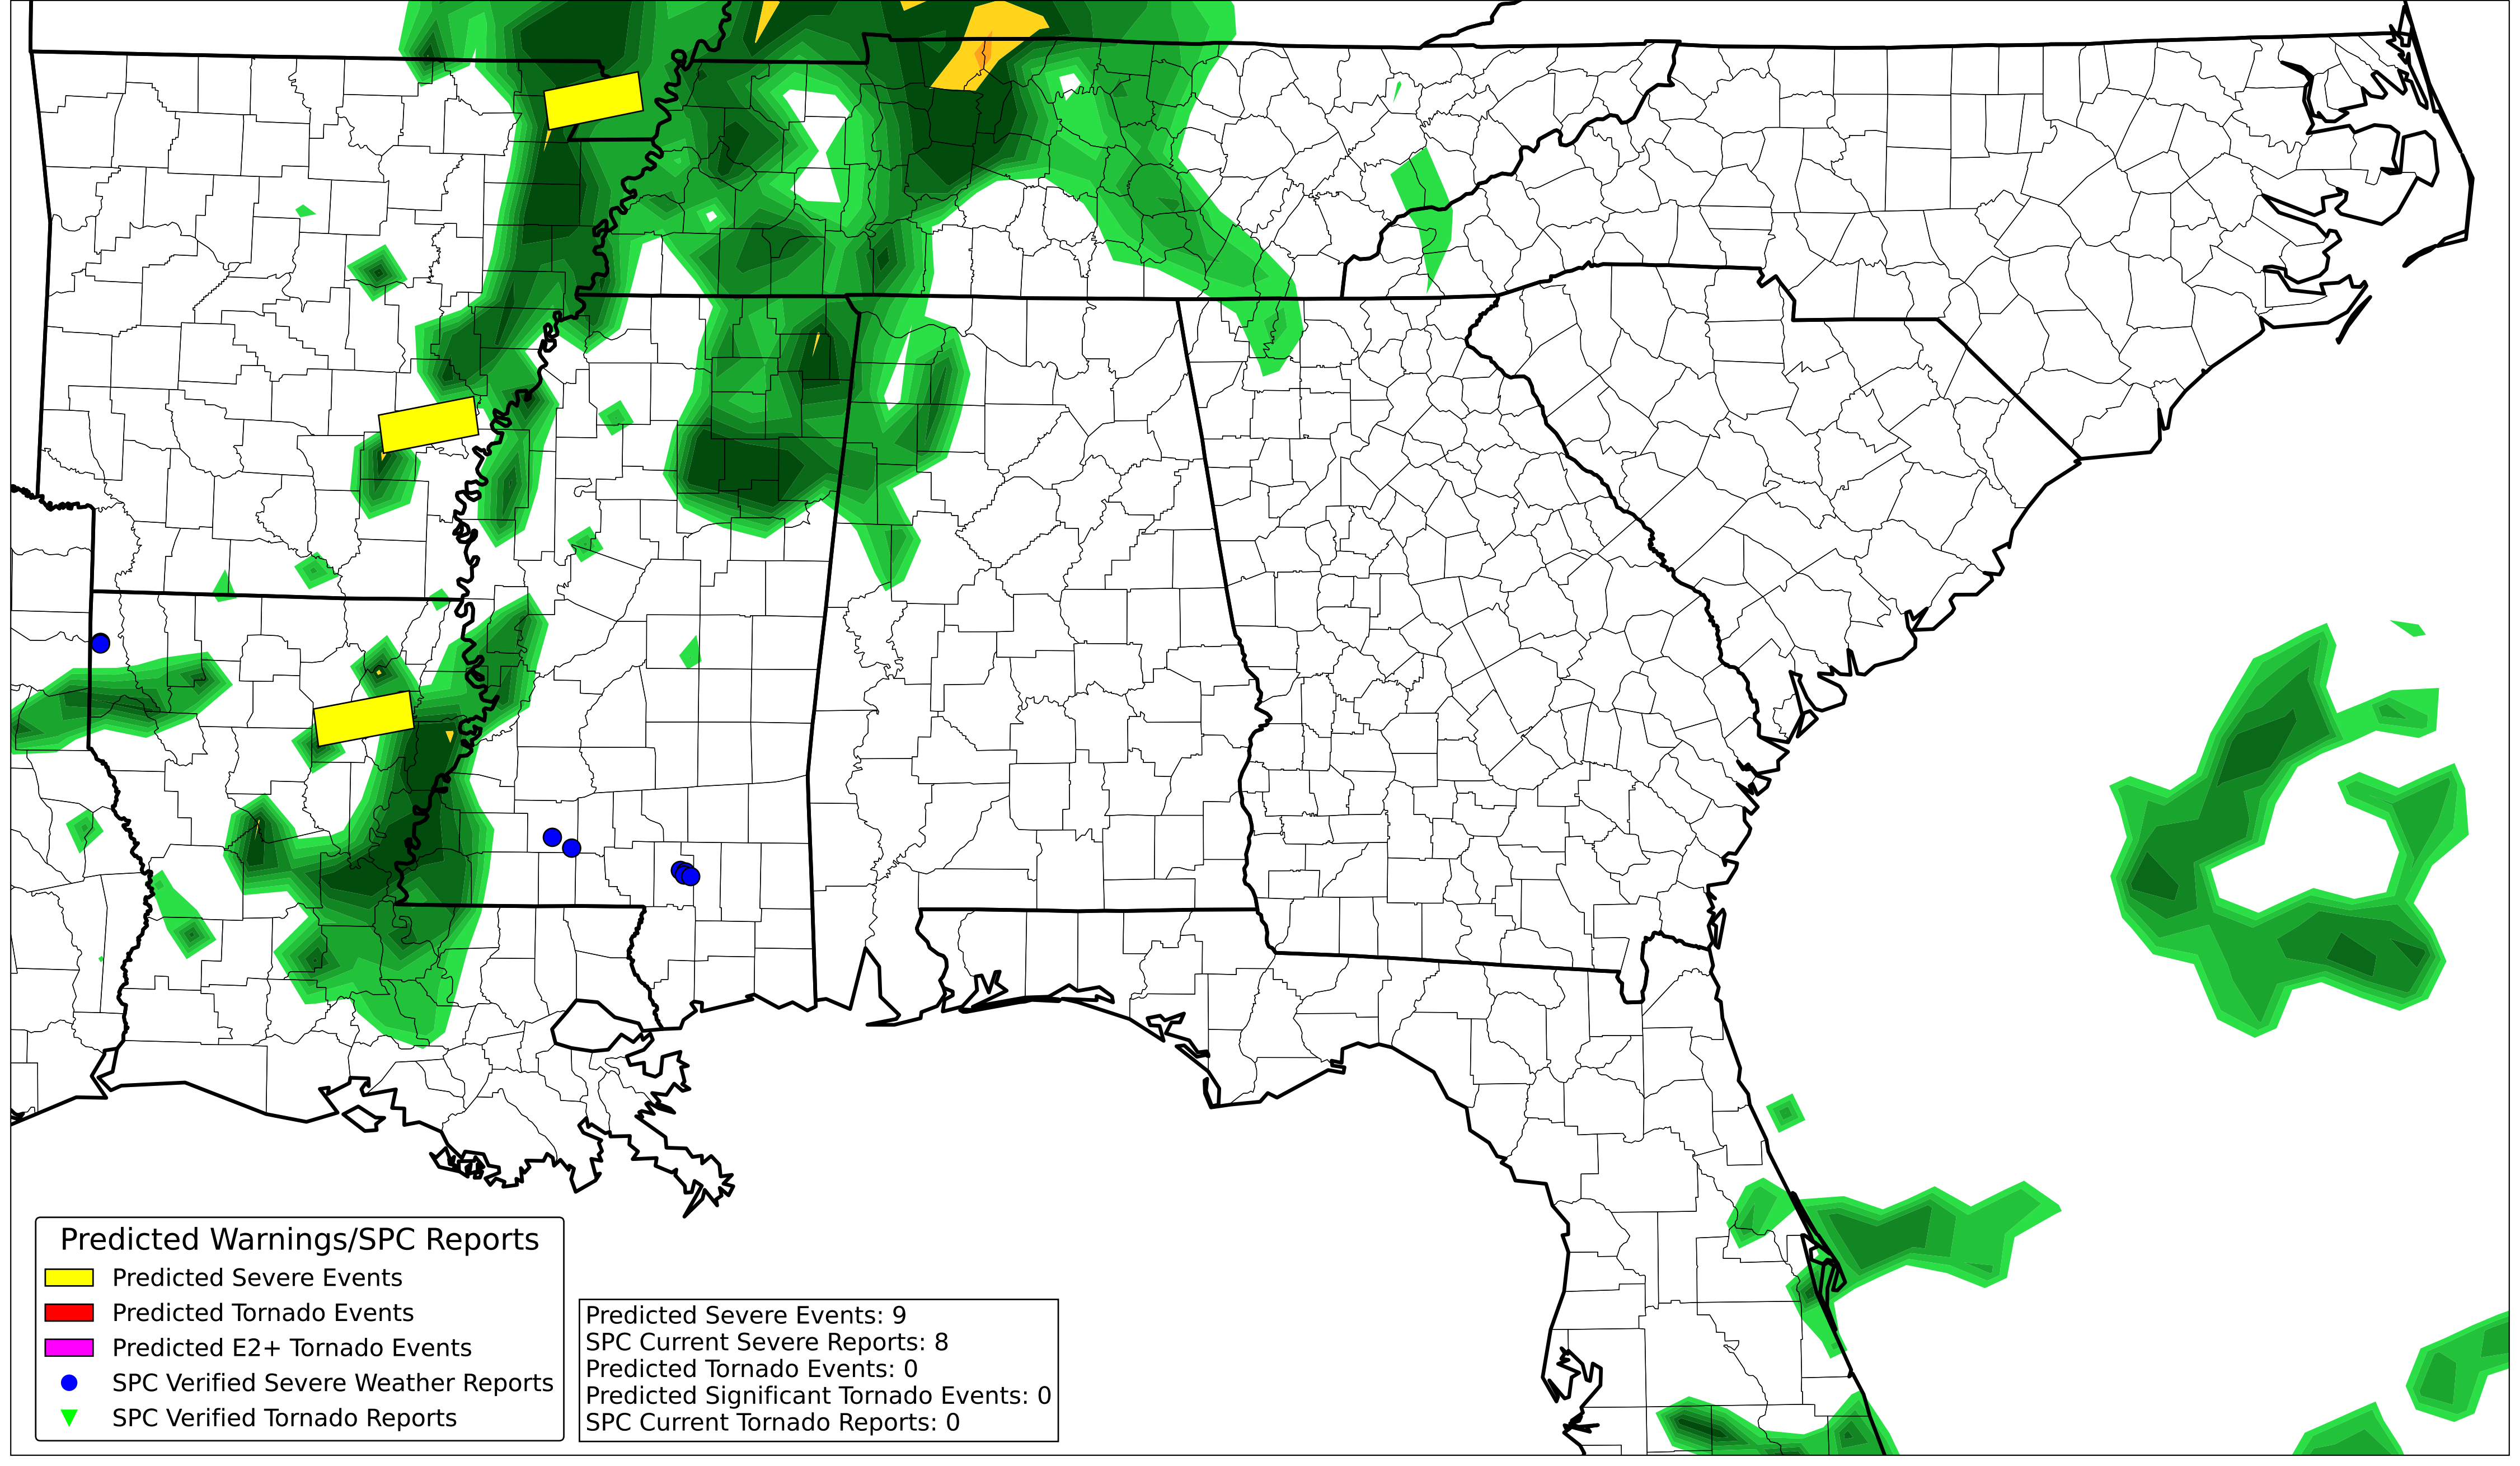 Predicted Warnings/SPC Reports
Predicted Severe Events
Predicted Tornado Events
Predicted E2+ Tornado Events
SPC Verified Severe Weather Reports
SPC Verified Tornado Reports
Predicted Severe Events: 9
SPC Current Severe Reports: 8
Predicted Tornado Events: 0
Predicted Significant Tornado Events: 0
SPC Current Tornado Reports: 0